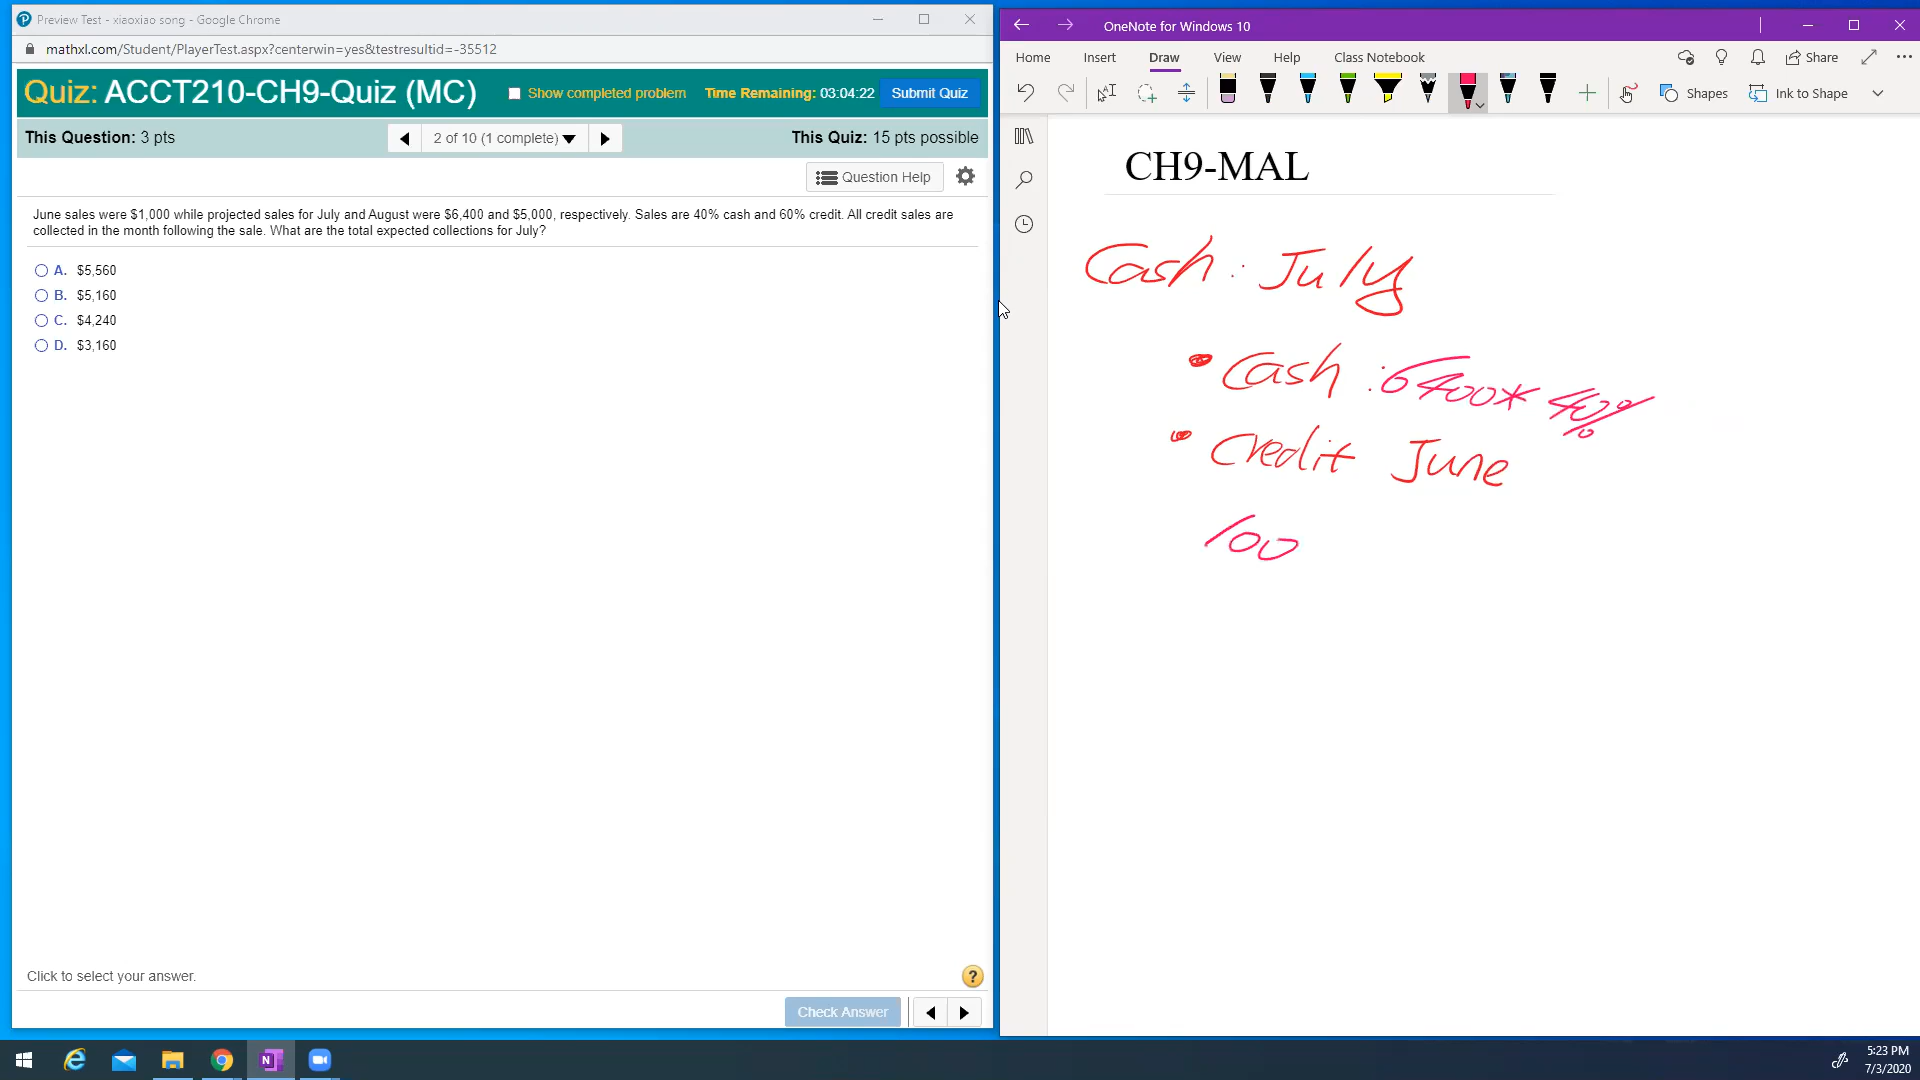 Preview Test - xiaoxiao song - Google Chrome
mathxl.com/Student/PlayerTest.aspx?centerwin=yes&testresultid=-35512
Quiz: ACCT210-CH9-Quiz (MC)
Show completed problem
Time Remaining: 03:04:22
Submit Quiz
This Question: 3 pts
2 of 10 (1 complete)
This Quiz: 15 pts possible
Question Help
June sales were $1,000 while projected sales for July and August were $6,400 and $5,000, respectively. Sales are 40% cash and 60% credit. All credit sales are
collected in the month following the sale. What are the total expected collections for July?
A. $5,560
B. $5,160
C. $4,240
D. $3,160
Click to select your answer.
?
Check Answer
OneNote for Windows 10
Home Insert Draw View Help Class Notebook
Share
Shapes
Ink to Shape
CH9-MAL
Cash : July
• Cash : 6400* 40%
• Credit June
100
N
5:23 PM
7/3/2020